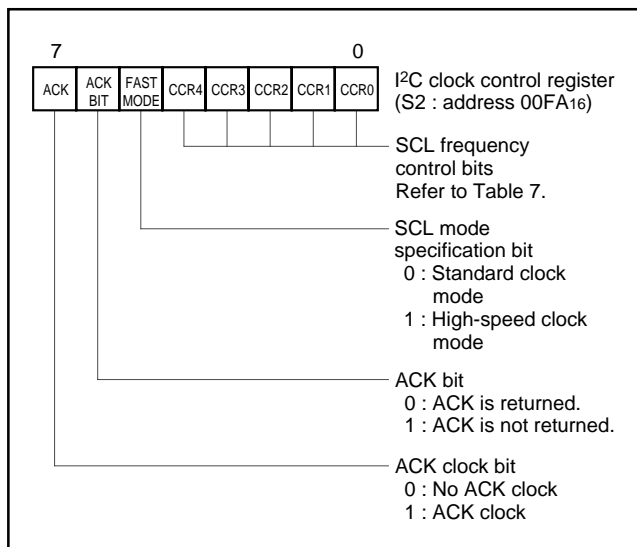 7 0
ACK ACK BIT FAST MODE CCR4 CCR3 CCR2 CCR1 CCR0
I²C clock control register
(S2 : address 00FA₁₆)
SCL frequency
control bits
Refer to Table 7.
SCL mode
specification bit
0 : Standard clock
mode
1 : High-speed clock
mode
ACK bit
0 : ACK is returned.
1 : ACK is not returned.
ACK clock bit
0 : No ACK clock
1 : ACK clock